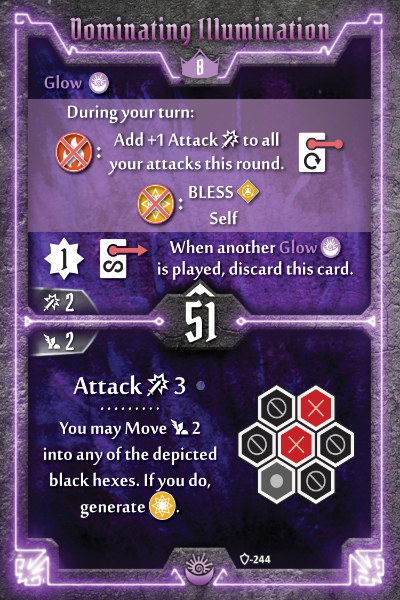 Dominating Illumination
8
Glow
During your turn:
: Add +1 Attack to all
your attacks this round.
: BLESS
Self
1
When another Glow
is played, discard this card.
2
51
2
Attack 3
You may Move 2
into any of the depicted
black hexes. If you do,
generate .
-244